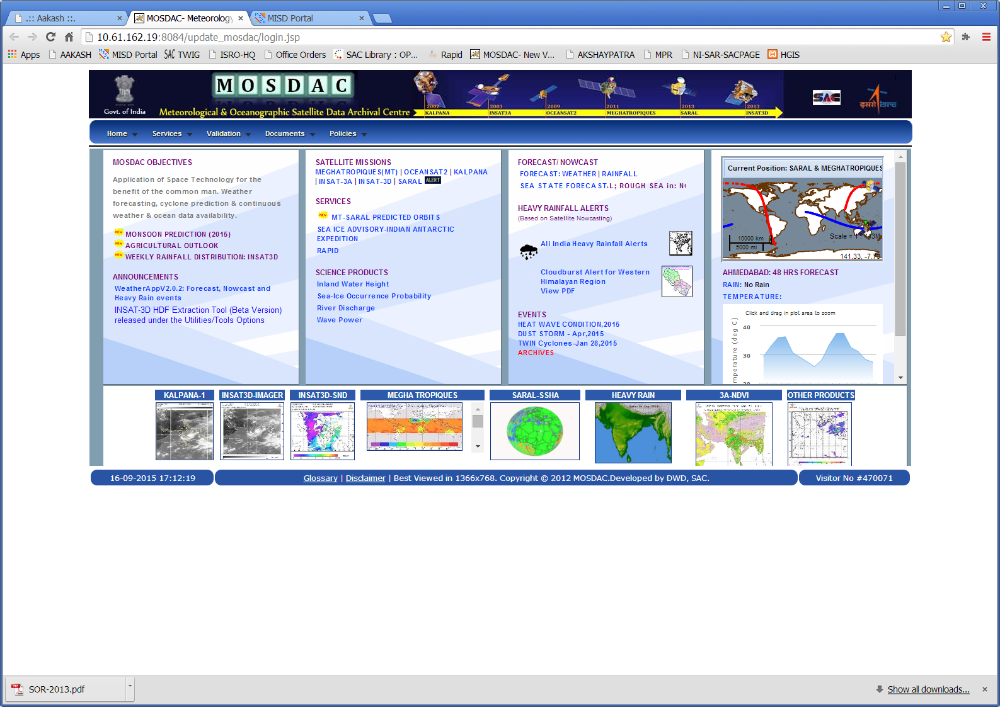 .:: Aakash ::.
MOSDAC- Meteorology
MISD Portal
10.61.162.19:8084/update_mosdac/login.jsp
Apps AAKASH MISD Portal SAC TWIG ISRO-HQ Office Orders SAC Library : OP... Rapid MOSDAC- New V... AKSHAYPATRA MPR NI-SAR-SACPAGE HGIS
MOSDAC
Govt. of India
Meteorological & Oceanographic Satellite Data Archival Centre
2002 2003 2009 2011 2013 2013
KALPANA INSAT3A OCEANSAT2 MEGHATROPIQUES SARAL INSAT3D
SAC
इसरो isro
Home Services Validation Documents Policies
MOSDAC OBJECTIVES
Application of Space Technology for the
benefit of the common man. Weather
forecasting, cyclone prediction & continuous
weather & ocean data availability.
NEW MONSOON PREDICTION (2015)
NEW AGRICULTURAL OUTLOOK
NEW WEEKLY RAINFALL DISTRIBUTION: INSAT3D
ANNOUNCEMENTS
WeatherAppV2.0.2: Forecast, Nowcast and
Heavy Rain events
INSAT-3D HDF Extraction Tool (Beta Version)
released under the Utilities/Tools Options
SATELLITE MISSIONS
MEGHATROPIQUES(MT) | OCEANSAT2 | KALPANA
| INSAT-3A | INSAT-3D | SARAL ALERT
SERVICES
NEW MT-SARAL PREDICTED ORBITS
SEA ICE ADVISORY-INDIAN ANTARCTIC
EXPEDITION
RAPID
SCIENCE PRODUCTS
Inland Water Height
Sea-Ice Occurrence Probability
River Discharge
Wave Power
FORECAST/ NOWCAST
FORECAST: WEATHER | RAINFALL
SEA STATE FORECAST.L; ROUGH SEA in:
HEAVY RAINFALL ALERTS
(Based on Satellite Nowcasting)
All India Heavy Rainfall Alerts
Cloudburst Alert for Western
Himalayan Region
View PDF
EVENTS
HEAT WAVE CONDITION,2015
DUST STORM - Apr,2015
TWIN Cyclones-Jan 28,2015
ARCHIVES
Current Position: SARAL & MEGHATROPIQUES
10000 km
5000 mi
Scale = 1 : 443M
141.33, -7.73
AHMEDABAD: 48 HRS FORECAST
RAIN: No Rain
TEMPERATURE:
Click and drag in plot area to zoom
mperature (deg C)
40
30
20
KALPANA-1 INSAT3D-IMAGER INSAT3D-SND MEGHA TROPIQUES SARAL-SSHA HEAVY RAIN 3A-NDVI OTHER PRODUCTS
16-09-2015 17:12:19
Glossary | Disclaimer | Best Viewed in 1366x768. Copyright © 2012 MOSDAC.Developed by DWD, SAC.
Visitor No #470071
SOR-2013.pdf
Show all downloads...